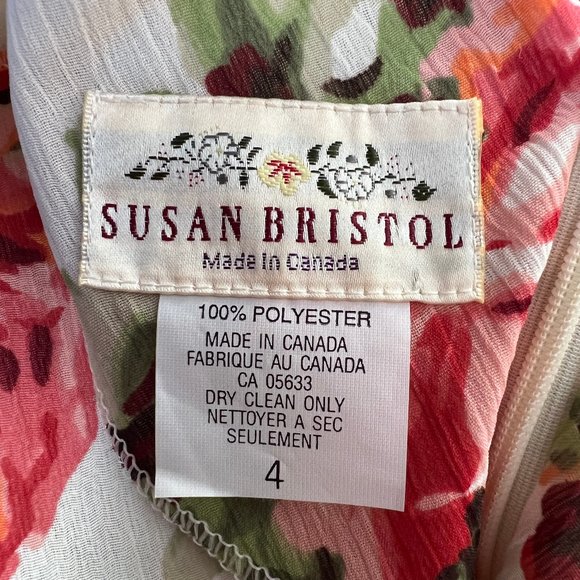 SUSAN BRISTOL
Made In Canada
100% POLYESTER
MADE IN CANADA
FABRIQUE AU CANADA
CA 05633
DRY CLEAN ONLY
NETTOYER A SEC
SEULEMENT
4